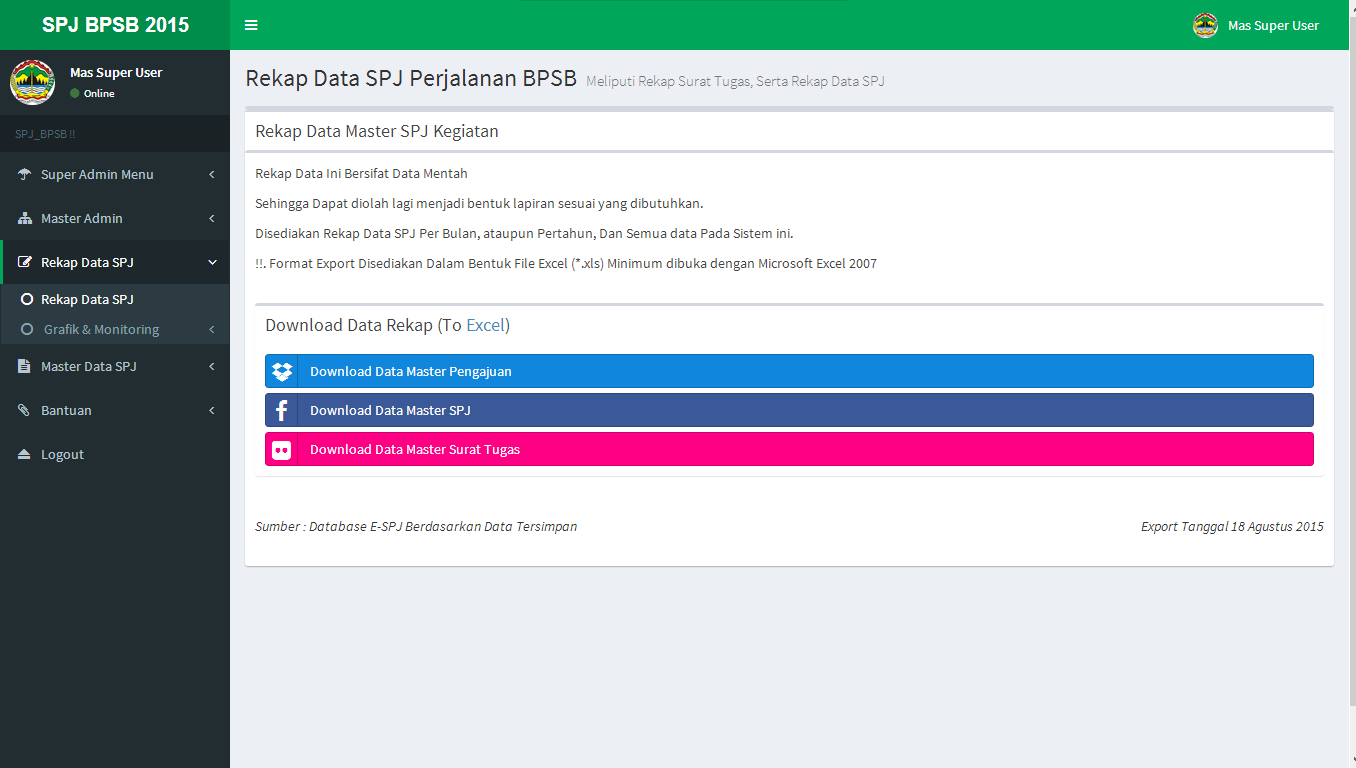 SPJ BPSB 2015
Mas Super User
Mas Super User
Online
SPJ_BPSB !!
Super Admin Menu
Master Admin
Rekap Data SPJ
Rekap Data SPJ
Grafik & Monitoring
Master Data SPJ
Bantuan
Logout
Rekap Data SPJ Perjalanan BPSB Meliputi Rekap Surat Tugas, Serta Rekap Data SPJ
Rekap Data Master SPJ Kegiatan
Rekap Data Ini Bersifat Data Mentah
Sehingga Dapat diolah lagi menjadi bentuk lapiran sesuai yang dibutuhkan.
Disediakan Rekap Data SPJ Per Bulan, ataupun Pertahun, Dan Semua data Pada Sistem ini.
!!. Format Export Disediakan Dalam Bentuk File Excel (*.xls) Minimum dibuka dengan Microsoft Excel 2007
Download Data Rekap (To Excel)
Download Data Master Pengajuan
Download Data Master SPJ
Download Data Master Surat Tugas
Sumber : Database E-SPJ Berdasarkan Data Tersimpan
Export Tanggal 18 Agustus 2015